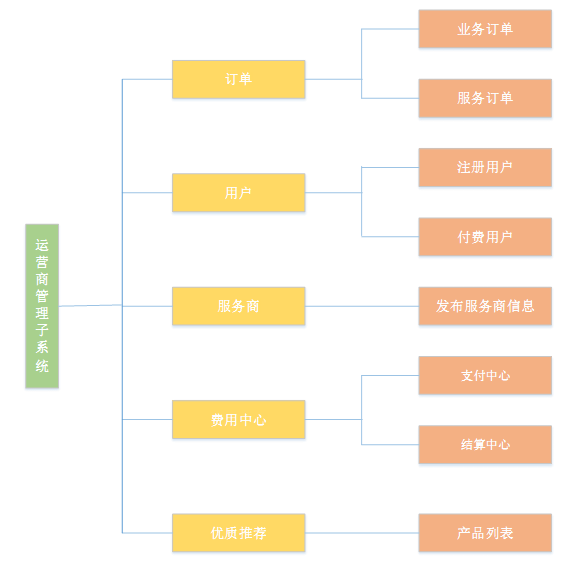 运营商管理子系统
订单
业务订单
服务订单
用户
注册用户
付费用户
服务商
发布服务商信息
费用中心
支付中心
结算中心
优质推荐
产品列表